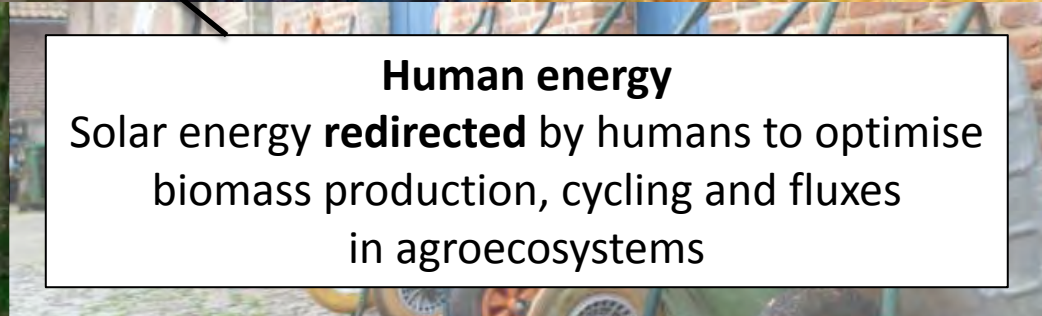 Human energy
Solar energy redirected by humans to optimise
biomass production, cycling and fluxes
in agroecosystems